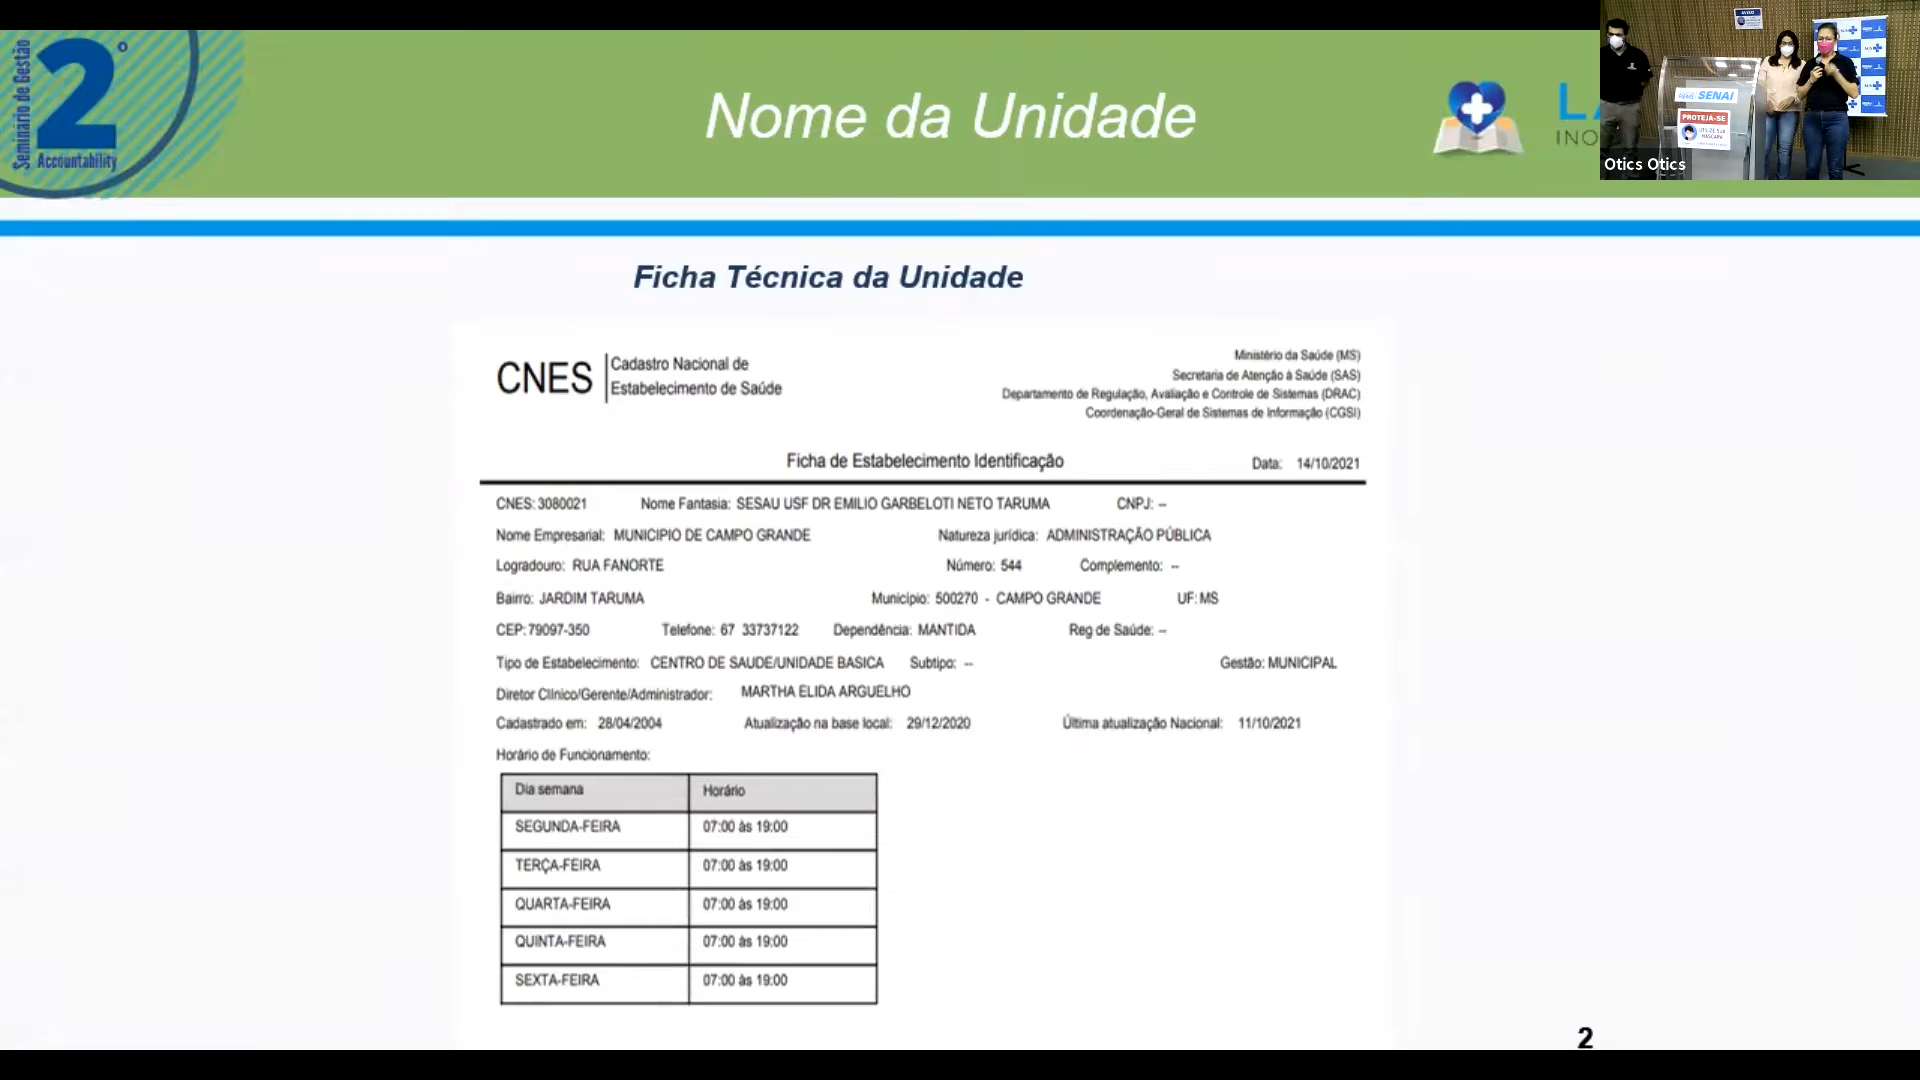 Seminário de Gestão
2º
Accountability
Nome da Unidade
INO
AVISO
SENAI
PROTEJA-SE
UTILIZE SUA
MÁSCARA
Otics Otics
Ficha Técnica da Unidade
CNES
Cadastro Nacional de
Estabelecimento de Saúde
Ministério da Saúde (MS)
Secretaria de Atenção à Saúde (SAS)
Departamento de Regulação, Avaliação e Controle de Sistemas (DRAC)
Coordenação-Geral de Sistemas de Informação (CGSI)
Ficha de Estabelecimento Identificação Data: 14/10/2021
CNES: 3080021 Nome Fantasia: SESAU USF DR EMILIO GARBELOTI NETO TARUMA CNPJ: --
Nome Empresarial: MUNICIPIO DE CAMPO GRANDE Natureza jurídica: ADMINISTRAÇÃO PÚBLICA
Logradouro: RUA FANORTE Número: 544 Complemento: --
Bairro: JARDIM TARUMA Município: 500270 - CAMPO GRANDE UF: MS
CEP: 79097-350 Telefone: 67 33737122 Dependência: MANTIDA Reg de Saúde: --
Tipo de Estabelecimento: CENTRO DE SAUDE/UNIDADE BASICA Subtipo: -- Gestão: MUNICIPAL
Diretor Clínico/Gerente/Administrador: MARTHA ELIDA ARGUELHO
Cadastrado em: 28/04/2004 Atualização na base local: 29/12/2020 Última atualização Nacional: 11/10/2021
Horário de Funcionamento:
Dia semana Horário
SEGUNDA-FEIRA 07:00 às 19:00
TERÇA-FEIRA 07:00 às 19:00
QUARTA-FEIRA 07:00 às 19:00
QUINTA-FEIRA 07:00 às 19:00
SEXTA-FEIRA 07:00 às 19:00
2